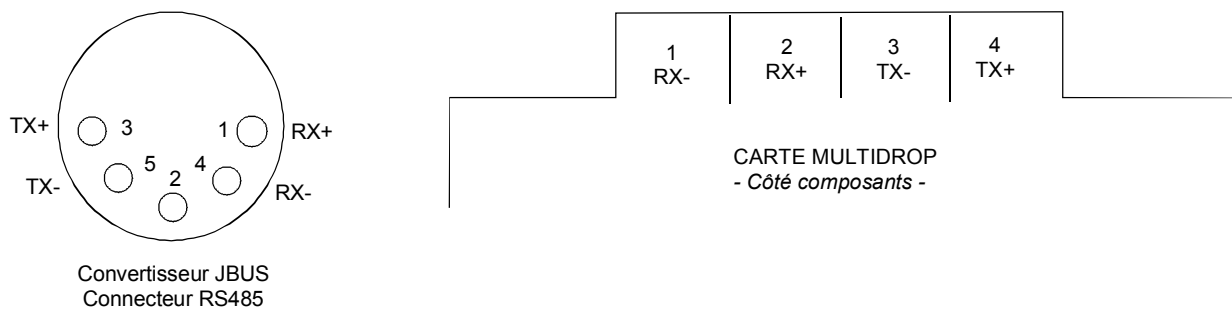 TX+ 3 1 RX+
TX- 5 2 4 RX-
Convertisseur JBUS
Connecteur RS485
1 2 3 4
RX- RX+ TX- TX+
CARTE MULTIDROP
- Côté composants -